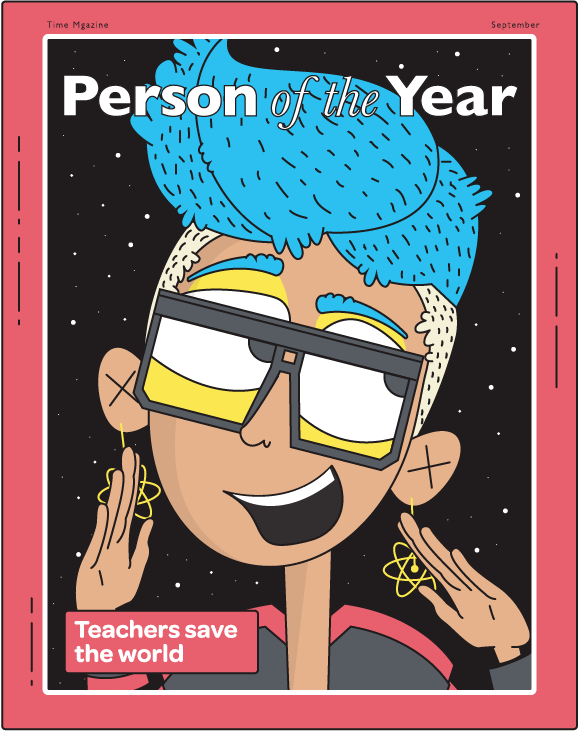 Time Mgazine
September
Person of the Year
Teachers save
the world